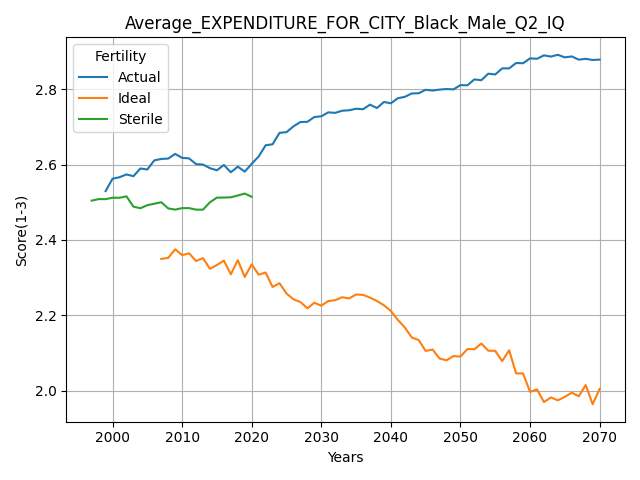 Average_EXPENDITURE_FOR_CITY_Black_Male_Q2_IQ
Fertility
Actual
Ideal
Sterile
Score(1-3)
2.8
2.6
2.4
2.2
2.0
2000 2010 2020 2030 2040 2050 2060 2070
Years